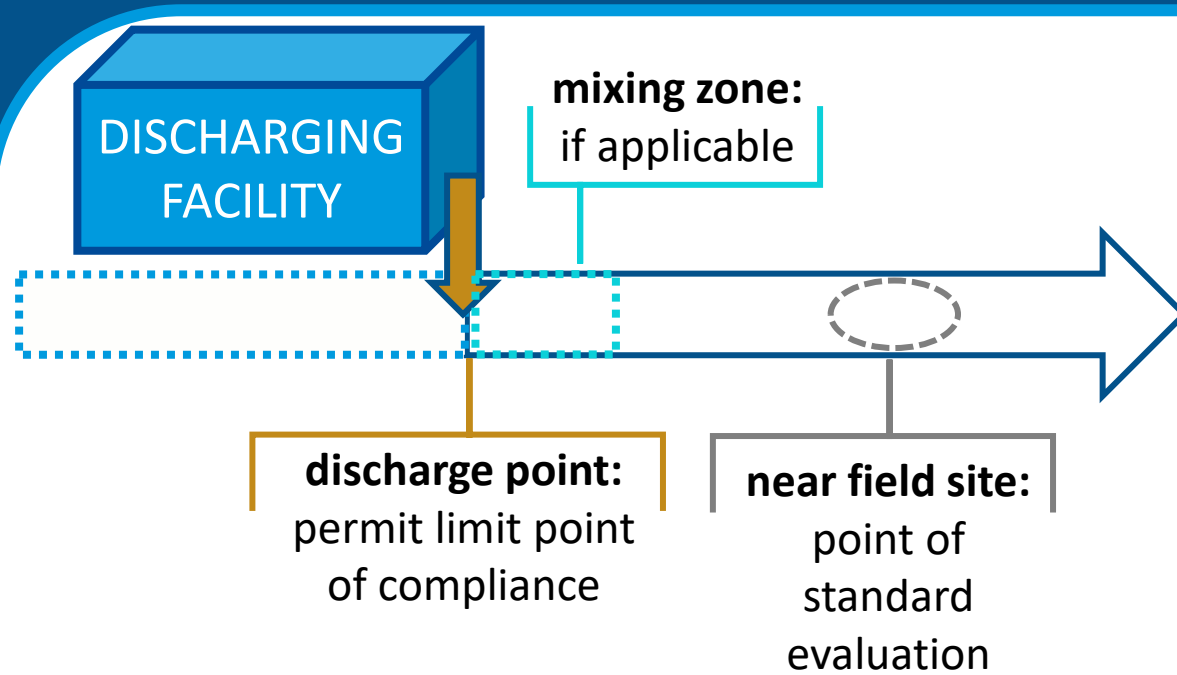 DISCHARGING
FACILITY
mixing zone:
if applicable
discharge point:
permit limit point
of compliance
near field site:
point of
standard
evaluation